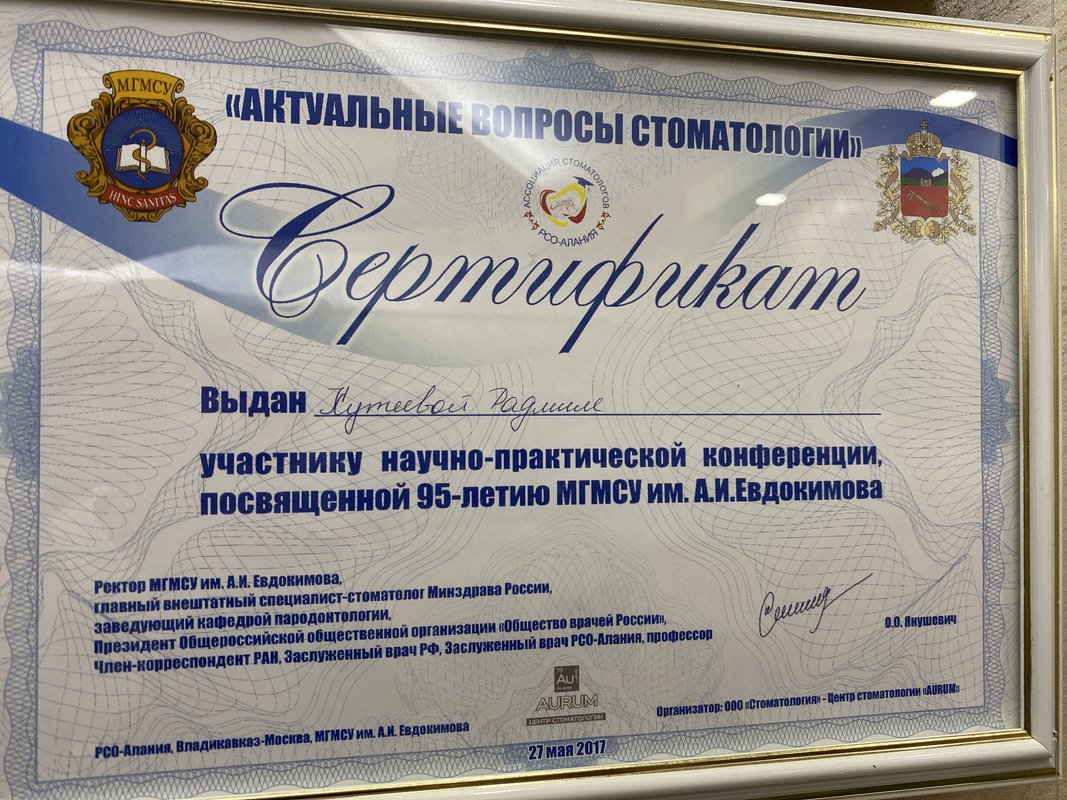 МГМСУ
HINC SANITAS
«АКТУАЛЬНЫЕ ВОПРОСЫ СТОМАТОЛОГИИ»
АССОЦИАЦИЯ СТОМАТОЛОГОВ
РСО-АЛАНИЯ
Сертификат
Выдан Хутиевой Радмиле
участнику научно-практической конференции,
посвященной 95-летию МГМСУ им. А.И.Евдокимова
Ректор МГМСУ им. А.И. Евдокимова,
главный внештатный специалист-стоматолог Минздрава России,
заведующий кафедрой пародонтологии,
Президент Общероссийской общественной организации «Общество врачей России»,
Член-корреспондент РАН, Заслуженный врач РФ, Заслуженный врач РСО-Алания, профессор
О.О. Янушевич
79
Au
AURUM
ЦЕНТР СТОМАТОЛОГИИ
Организатор: ООО «Стоматология» - Центр стоматологии «AURUM»
РСО-Алания, Владикавказ-Москва, МГМСУ им. А.И. Евдокимова
27 мая 2017